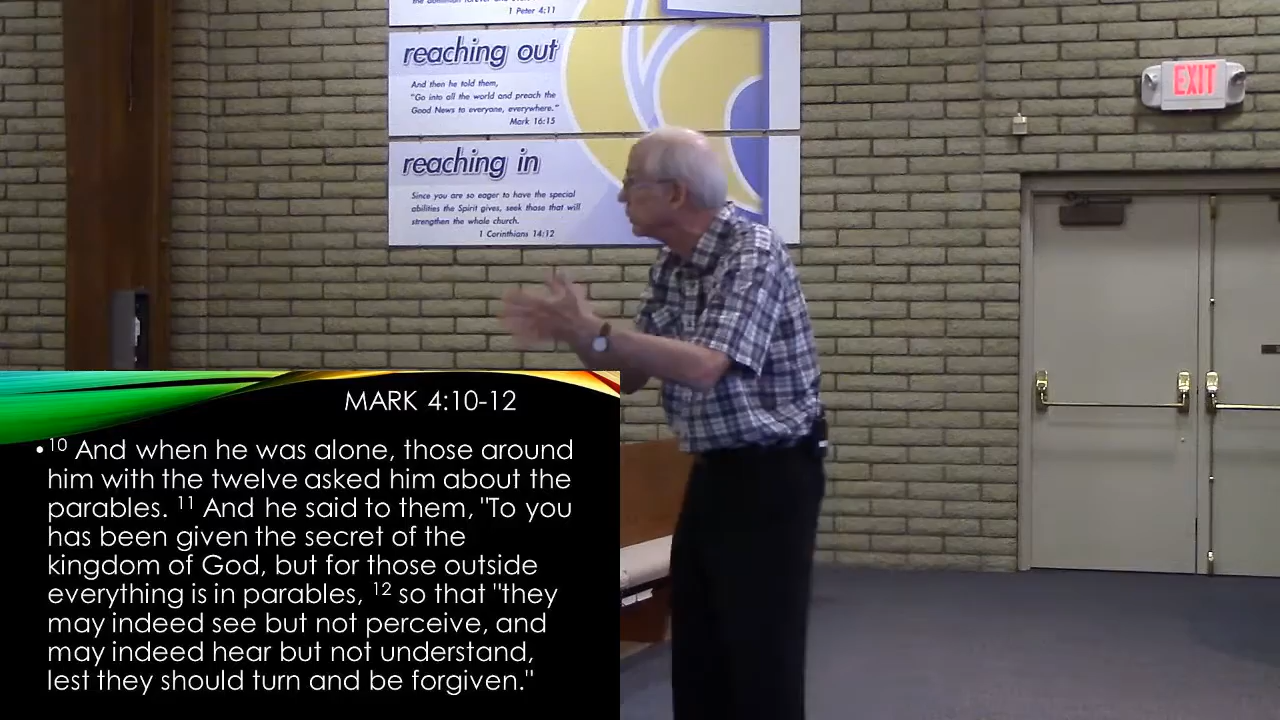 1 Peter 4:11
reaching out
And then he told them,
"Go into all the world and preach the
Good News to everyone, everywhere."
Mark 16:15
reaching in
Since you are so eager to have the special
abilities the Spirit gives, seek those that will
strengthen the whole church.
1 Corinthians 14:12
EXIT
MARK 4:10-12
• 10 And when he was alone, those around
him with the twelve asked him about the
parables. 11 And he said to them, "To you
has been given the secret of the
kingdom of God, but for those outside
everything is in parables, 12 so that "they
may indeed see but not perceive, and
may indeed hear but not understand,
lest they should turn and be forgiven."